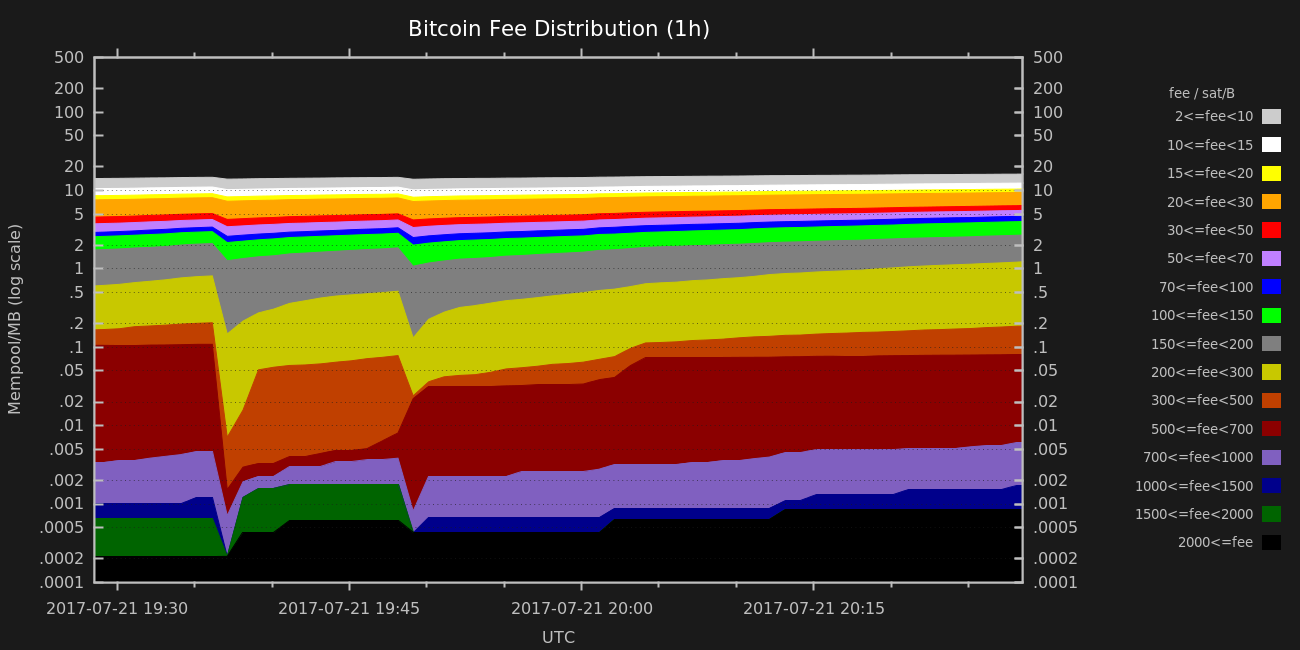 Bitcoin Fee Distribution (1h)
Mempool/MB (log scale)
500 500
200 200
100 100
50 50
20 20
10 10
5 5
2 2
1 1
.5 .5
.2 .2
.1 .1
.05 .05
.02 .02
.01 .01
.005 .005
.002 .002
.001 .001
.0005 .0005
.0002 .0002
.0001 .0001
2017-07-21 19:30 2017-07-21 19:45 2017-07-21 20:00 2017-07-21 20:15
UTC
fee / sat/B
2<=fee<10
10<=fee<15
15<=fee<20
20<=fee<30
30<=fee<50
50<=fee<70
70<=fee<100
100<=fee<150
150<=fee<200
200<=fee<300
300<=fee<500
500<=fee<700
700<=fee<1000
1000<=fee<1500
1500<=fee<2000
2000<=fee